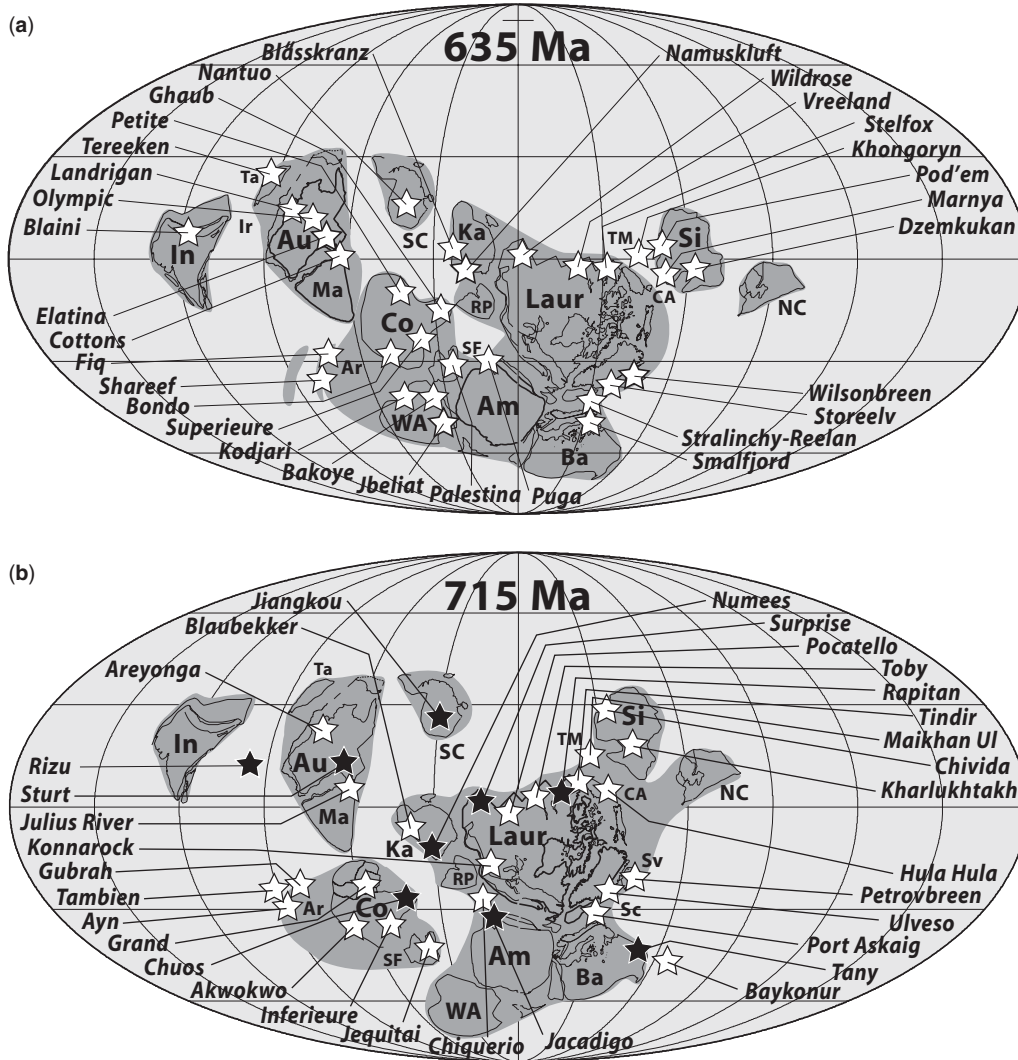 (a)
635 Ma
Blässkranz
Nantuo
Ghaub
Petite
Tereeken
Landrigan
Olympic
Blaini
Namuskluft
Wildrose
Vreeland
Stelfox
Khongoryn
Pod'em
Marnya
Dzemkukan
Ta
Ir
In
Au
Ma
SC
Ka
RP
Laur
TM
Si
CA
NC
Co
Ar
SF
WA
Am
Ba
Elatina
Cottons
Fiq
Shareef
Bondo
Superieure
Kodjari
Bakoye
Jbeliat
Palestina
Puga
Wilsonbreen
Storeelv
Stralinchy-Reelan
Smalfjord
(b)
715 Ma
Jiangkou
Blaubekker
Areyonga
Numees
Surprise
Pocatello
Toby
Rapitan
Tindir
Maikhan Ul
Chivida
Kharlukhtakh
Ta
In
Au
Ma
SC
Ka
RP
Laur
TM
Si
CA
NC
Sv
Sc
Ar
Co
SF
Am
WA
Ba
Rizu
Sturt
Julius River
Konnarock
Gubrah
Tambien
Ayn
Grand
Chuos
Akwokwo
Inferieure
Jequitai
Chiquerio
Jacadigo
Hula Hula
Petrovbreen
Ulveso
Port Askaig
Tany
Baykonur